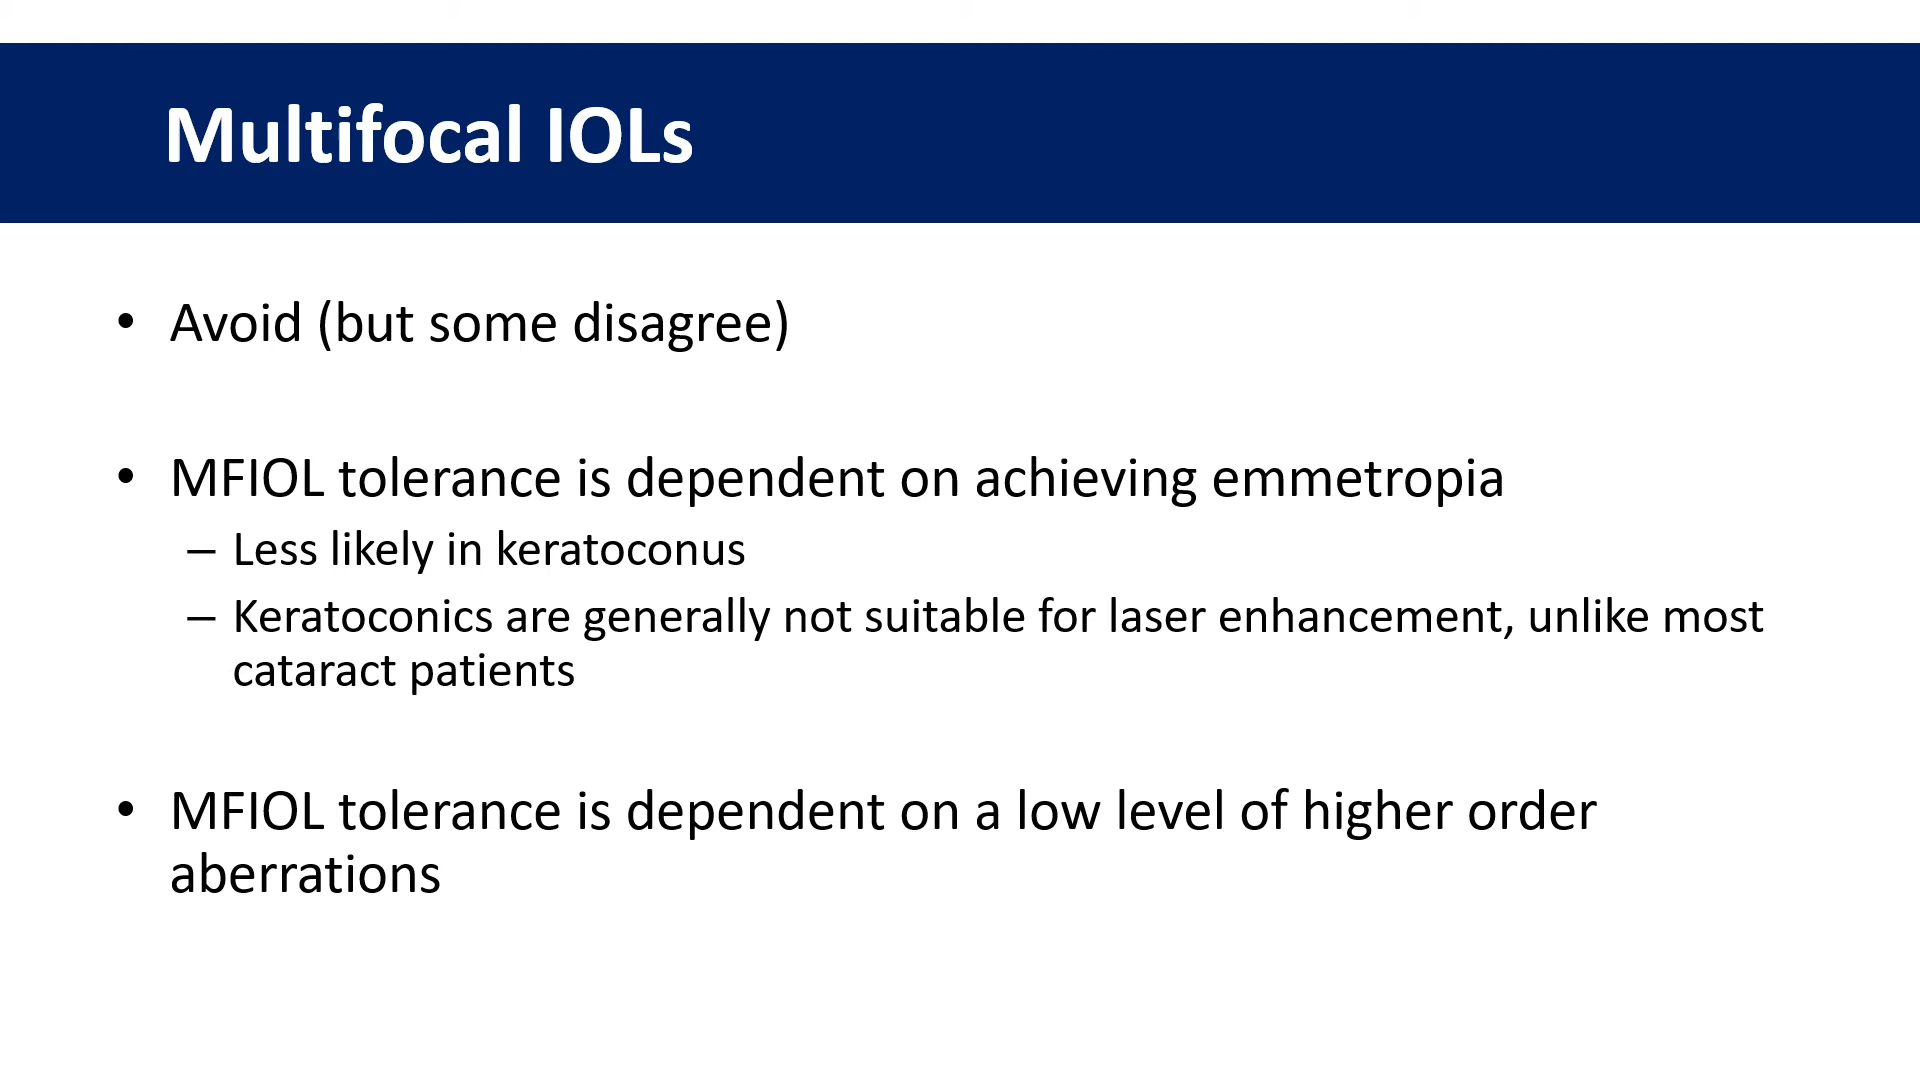 Multifocal IOLs
• Avoid (but some disagree)
• MFIOL tolerance is dependent on achieving emmetropia
– Less likely in keratoconus
– Keratoconics are generally not suitable for laser enhancement, unlike most
cataract patients
• MFIOL tolerance is dependent on a low level of higher order
aberrations